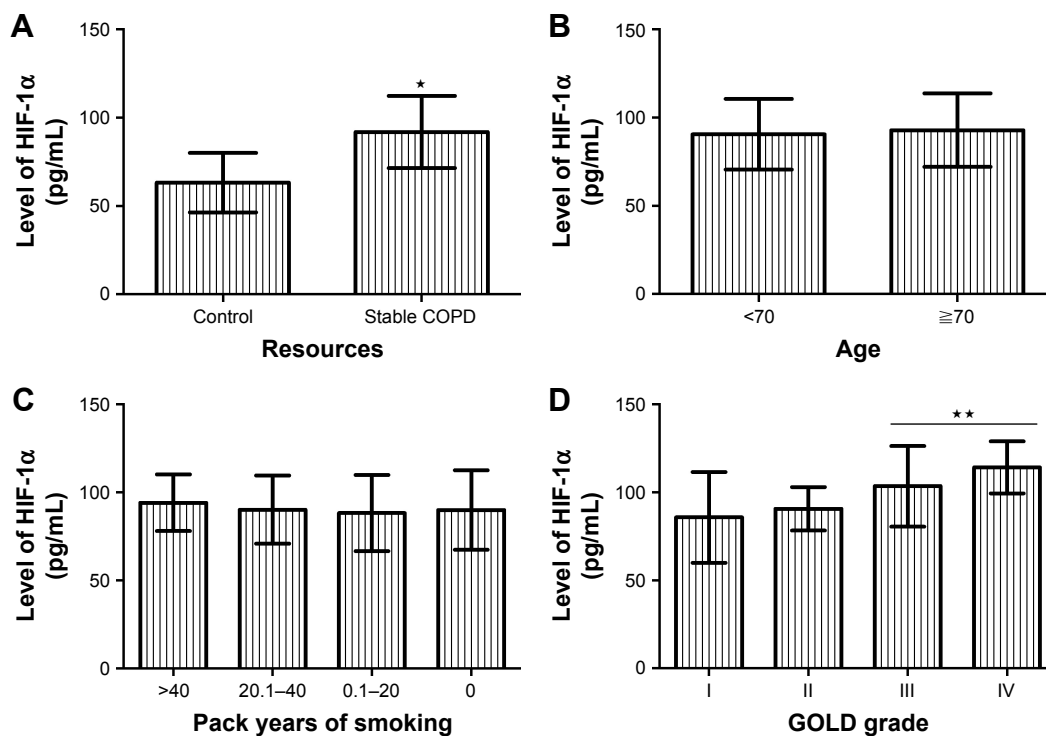 A
Level of HIF-1α
(pg/mL)
150
100
50
0
★
Control
Stable COPD
Resources
B
Level of HIF-1α
(pg/mL)
150
100
50
0
<70
≧70
Age
C
Level of HIF-1α
(pg/mL)
150
100
50
0
>40
20.1–40
0.1–20
0
Pack years of smoking
D
Level of HIF-1α
(pg/mL)
150
100
50
0
★★
I
II
III
IV
GOLD grade